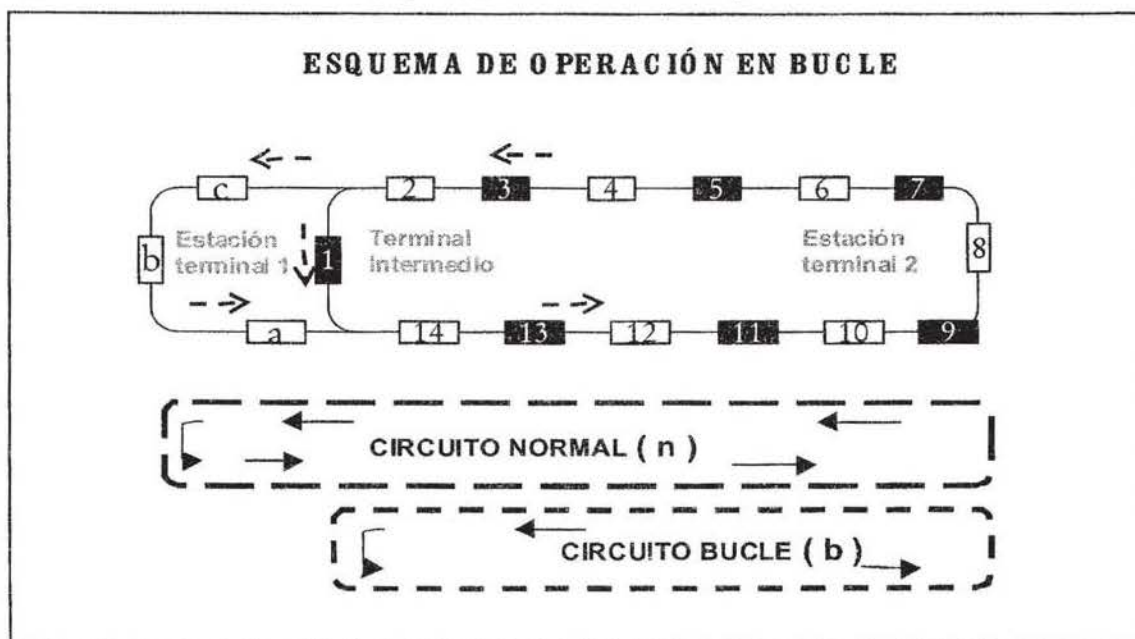 ESQUEMA DE OPERACIÓN EN BUCLE
c 2 3 4 5 6 7
b Estación terminal 1 1 Terminal Intermedio Estación terminal 2 8
a 14 13 12 11 10 9
CIRCUITO NORMAL ( n )
CIRCUITO BUCLE ( b )